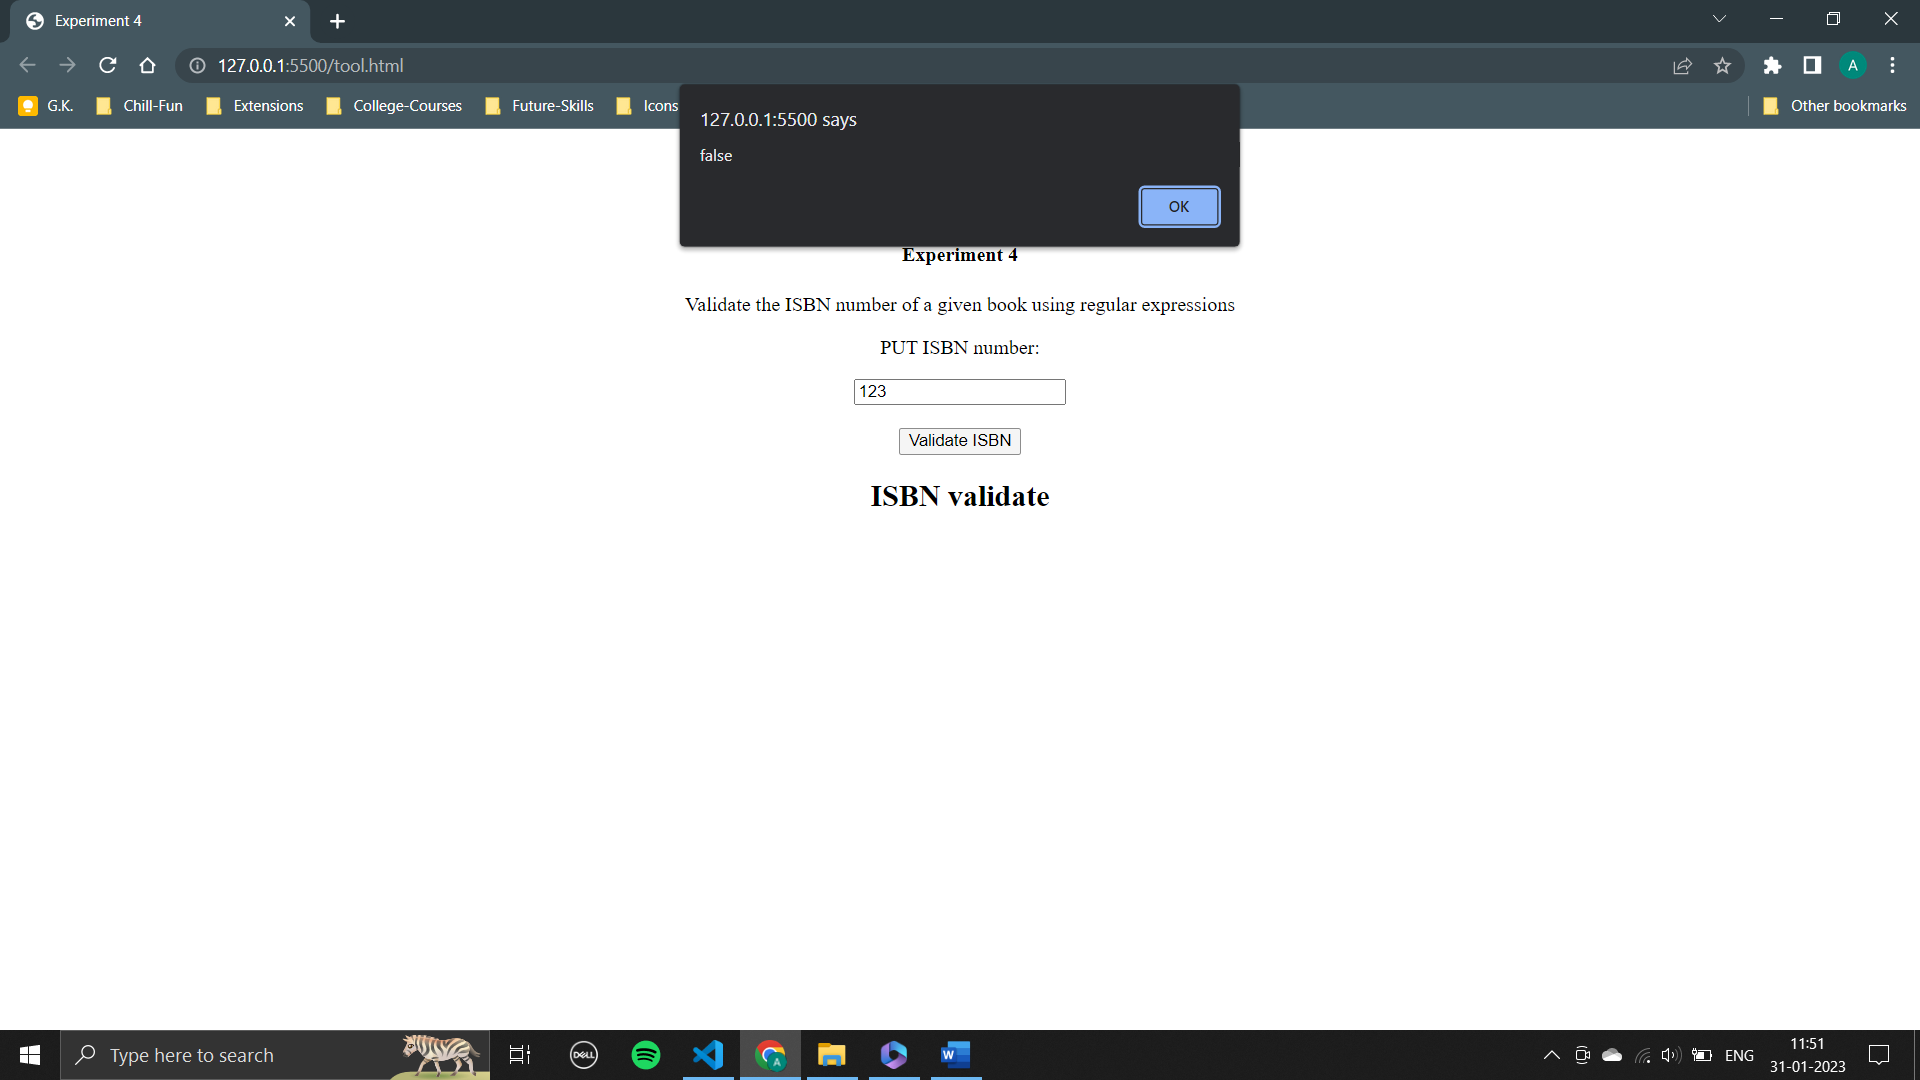 Experiment 4
127.0.0.1:5500/tool.html
A
G.K.
Chill-Fun
Extensions
College-Courses
Future-Skills
Icons
Other bookmarks
127.0.0.1:5500 says
false
OK
Experiment 4
Validate the ISBN number of a given book using regular expressions
PUT ISBN number:
123
Validate ISBN
ISBN validate
Type here to search
DELL
A
W
ENG
11:51
31-01-2023